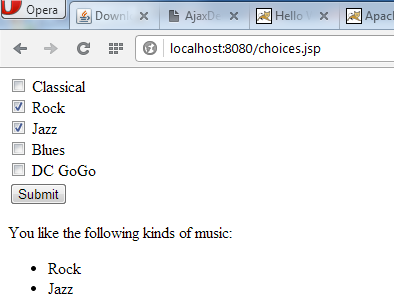 Opera
Downl
AjaxDe
Hello W
Apac
localhost:8080/choices.jsp
Classical
Rock
Jazz
Blues
DC GoGo
Submit
You like the following kinds of music:
Rock
Jazz